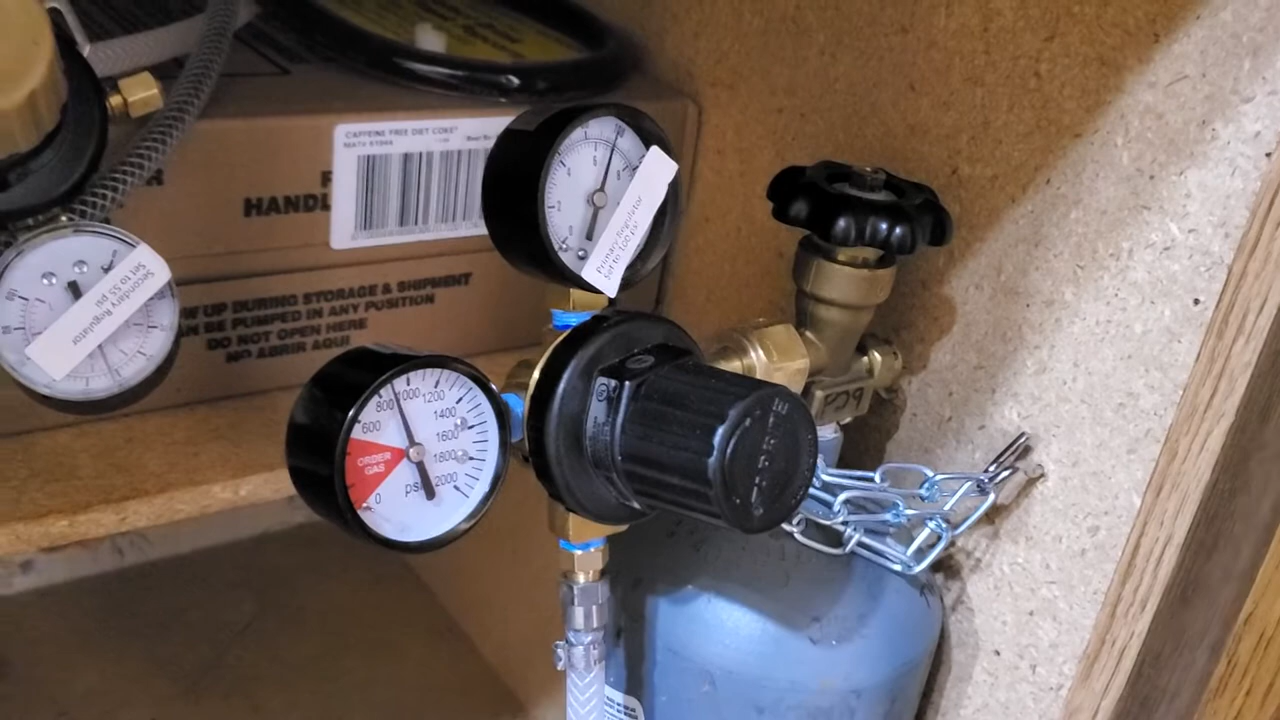 CAFFEINE FREE DIET COKE
HANDL
W UP DURING STORAGE & SHIPMENT
AN BE PUMPED IN ANY POSITION
DO NOT OPEN HERE
NO ABRIR AQUI
Primary Regulator
Set to 100 psi
Secondary Regulator
Set to 55 psi
0
600
800
1000
1200
1400
1600
1800
2000
ORDER
GAS
psi